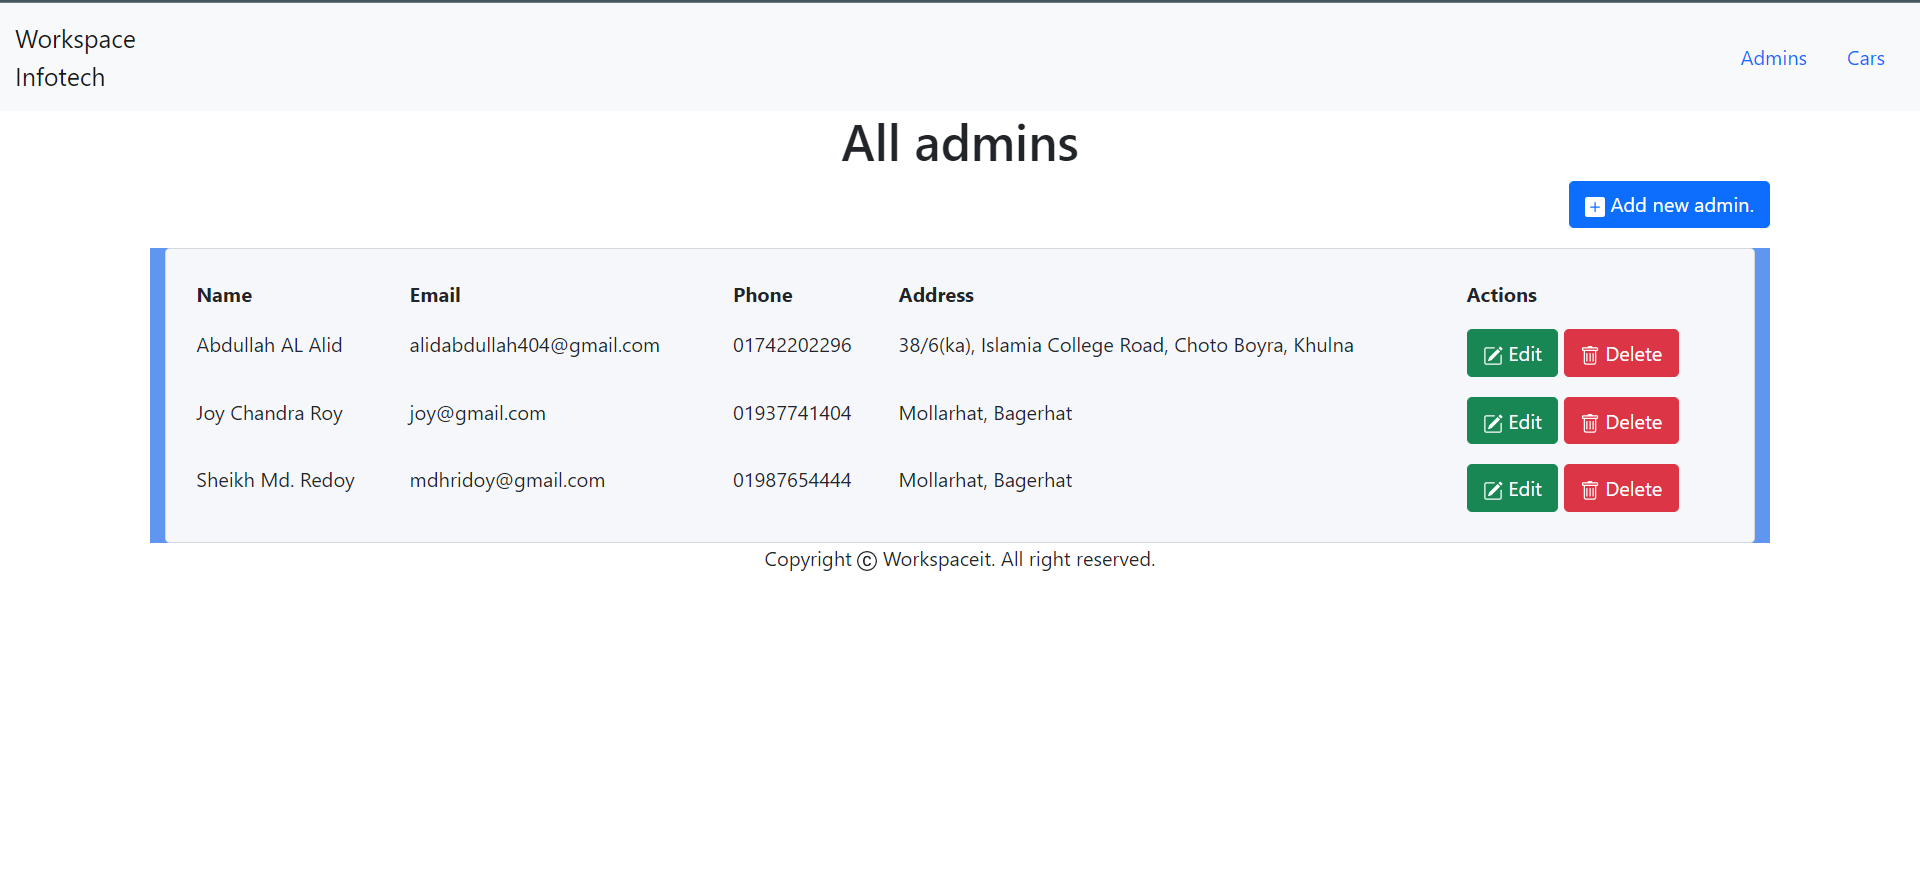 Workspace
Infotech
Admins Cars
All admins
Add new admin.
Name Email Phone Address Actions
Abdullah AL Alid alidabdullah404@gmail.com 01742202296 38/6(ka), Islamia College Road, Choto Boyra, Khulna Edit Delete
Joy Chandra Roy joy@gmail.com 01937741404 Mollarhat, Bagerhat Edit Delete
Sheikh Md. Redoy mdhridoy@gmail.com 01987654444 Mollarhat, Bagerhat Edit Delete
Copyright © Workspaceit. All right reserved.